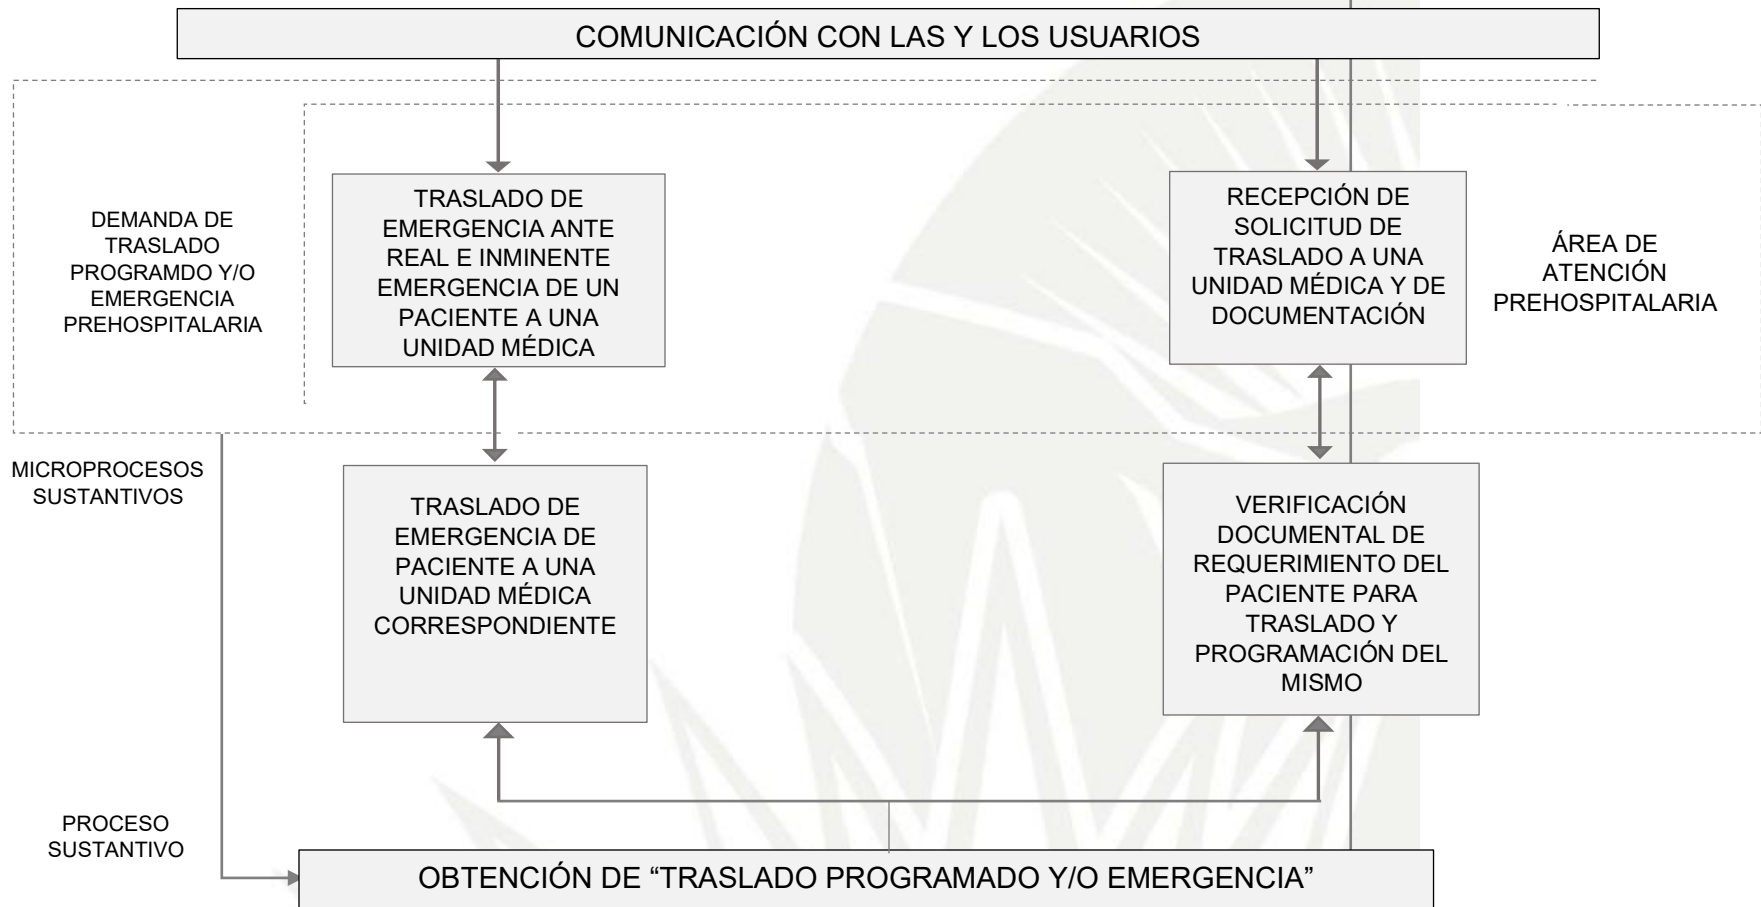 COMUNICACIÓN CON LAS Y LOS USUARIOS
DEMANDA DE
TRASLADO
PROGRAMDO Y/O
EMERGENCIA
PREHOSPITALARIA
TRASLADO DE
EMERGENCIA ANTE
REAL E INMINENTE
EMERGENCIA DE UN
PACIENTE A UNA
UNIDAD MÉDICA
RECEPCIÓN DE
SOLICITUD DE
TRASLADO A UNA
UNIDAD MÉDICA Y DE
DOCUMENTACIÓN
ÁREA DE
ATENCIÓN
PREHOSPITALARIA
MICROPROCESOS
SUSTANTIVOS
TRASLADO DE
EMERGENCIA DE
PACIENTE A UNA
UNIDAD MÉDICA
CORRESPONDIENTE
VERIFICACIÓN
DOCUMENTAL DE
REQUERIMIENTO DEL
PACIENTE PARA
TRASLADO Y
PROGRAMACIÓN DEL
MISMO
PROCESO
SUSTANTIVO
OBTENCIÓN DE “TRASLADO PROGRAMADO Y/O EMERGENCIA”